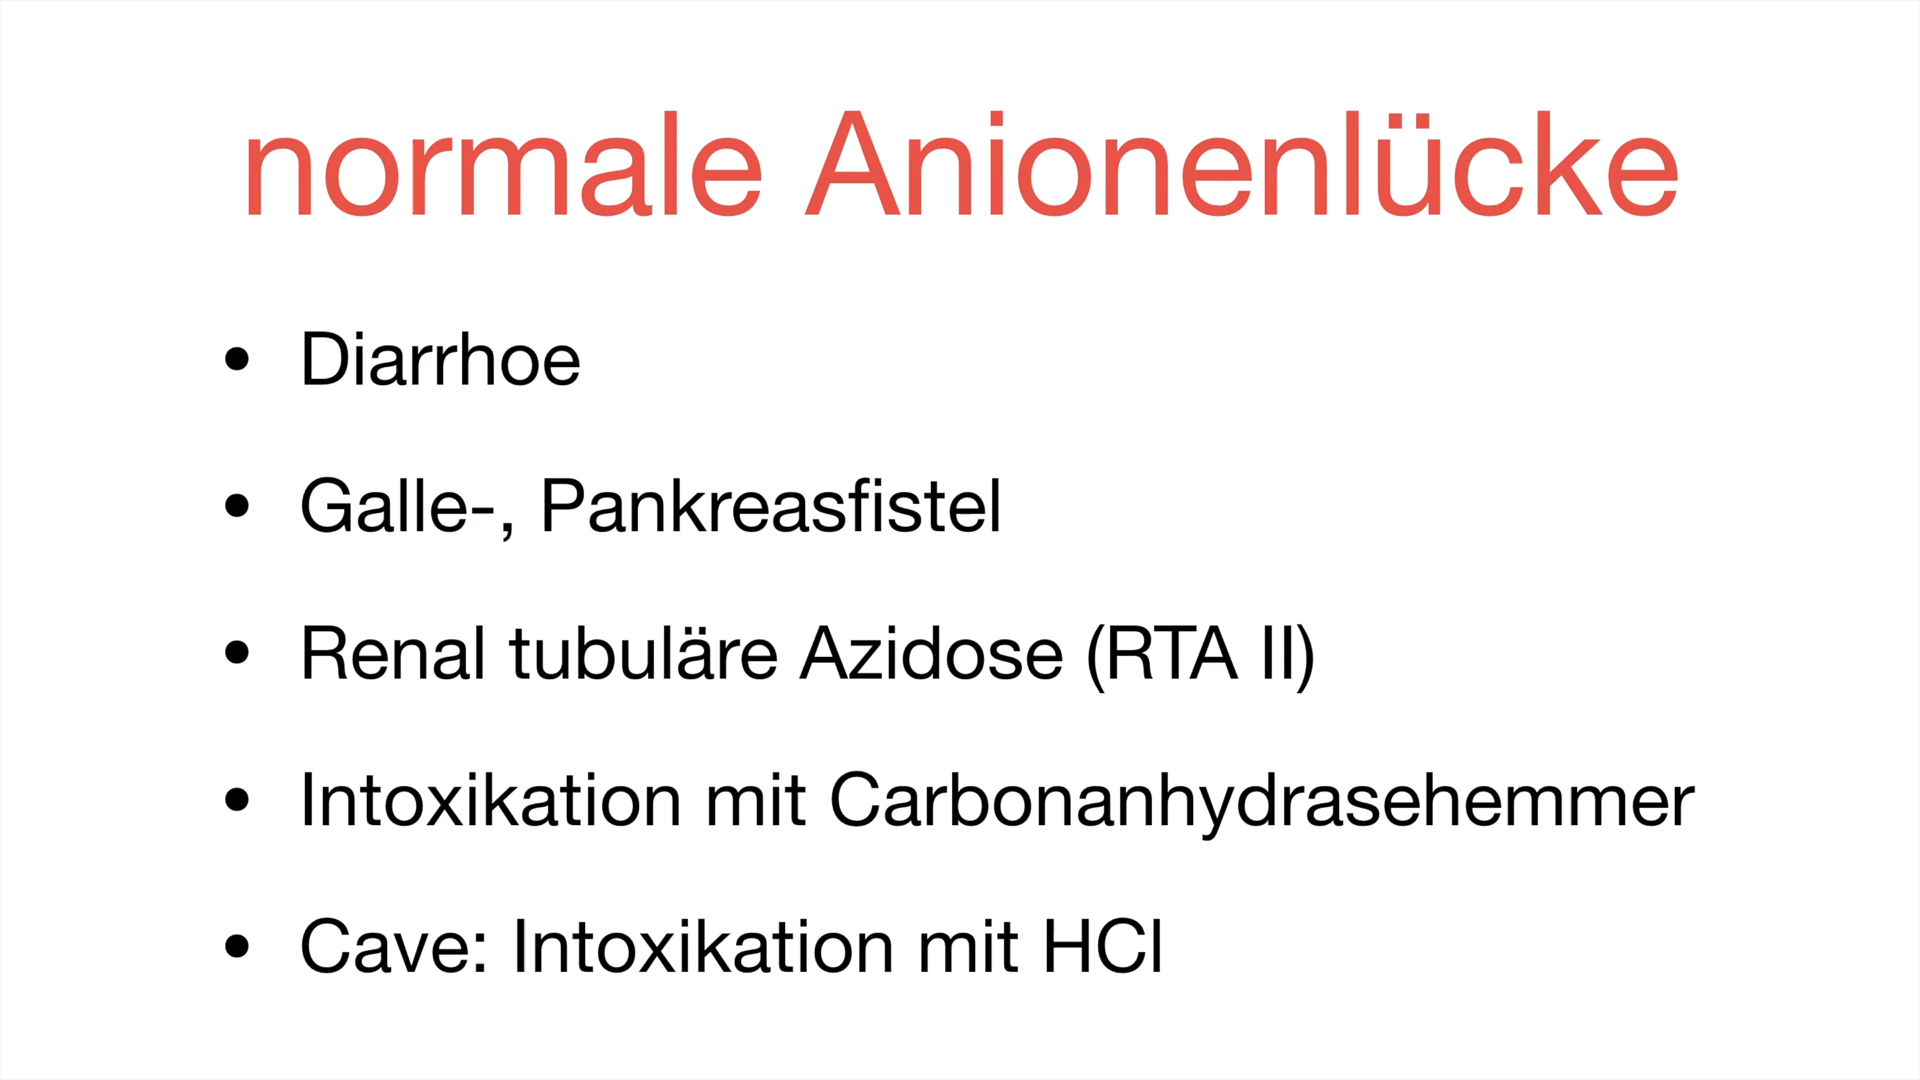 normale Anionenlücke
• Diarrhoe
• Galle-, Pankreasfistel
• Renal tubuläre Azidose (RTA II)
• Intoxikation mit Carbonanhydrasehemmer
• Cave: Intoxikation mit HCl